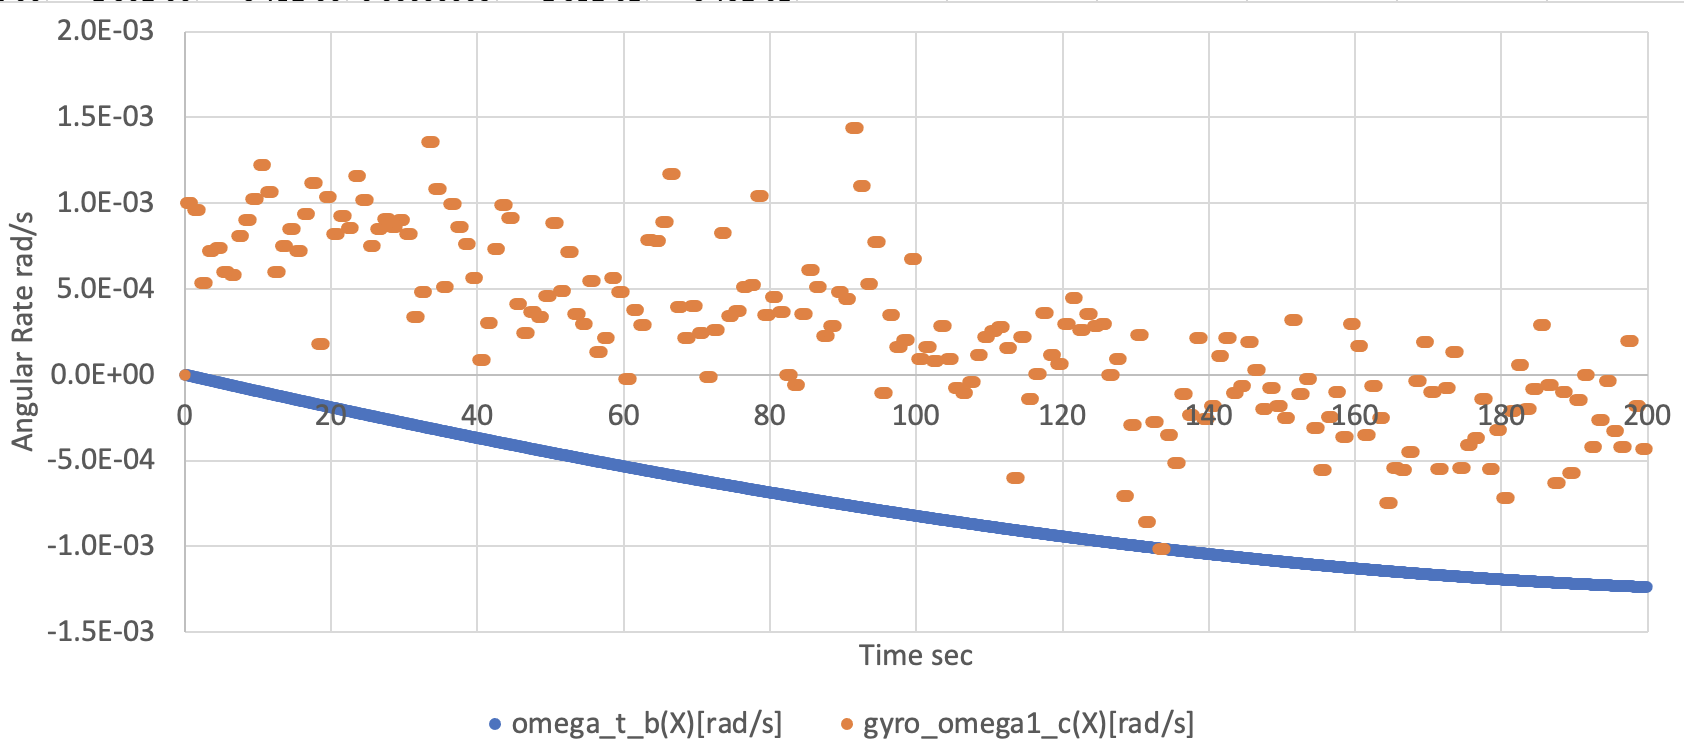 2.0E-03
1.5E-03
1.0E-03
5.0E-04
0.0E+00
-5.0E-04
-1.0E-03
-1.5E-03
Angular Rate rad/s
0 20 40 60 80 100 120 140 160 180 200
Time sec
omega_t_b(X)[rad/s] gyro_omega1_c(X)[rad/s]